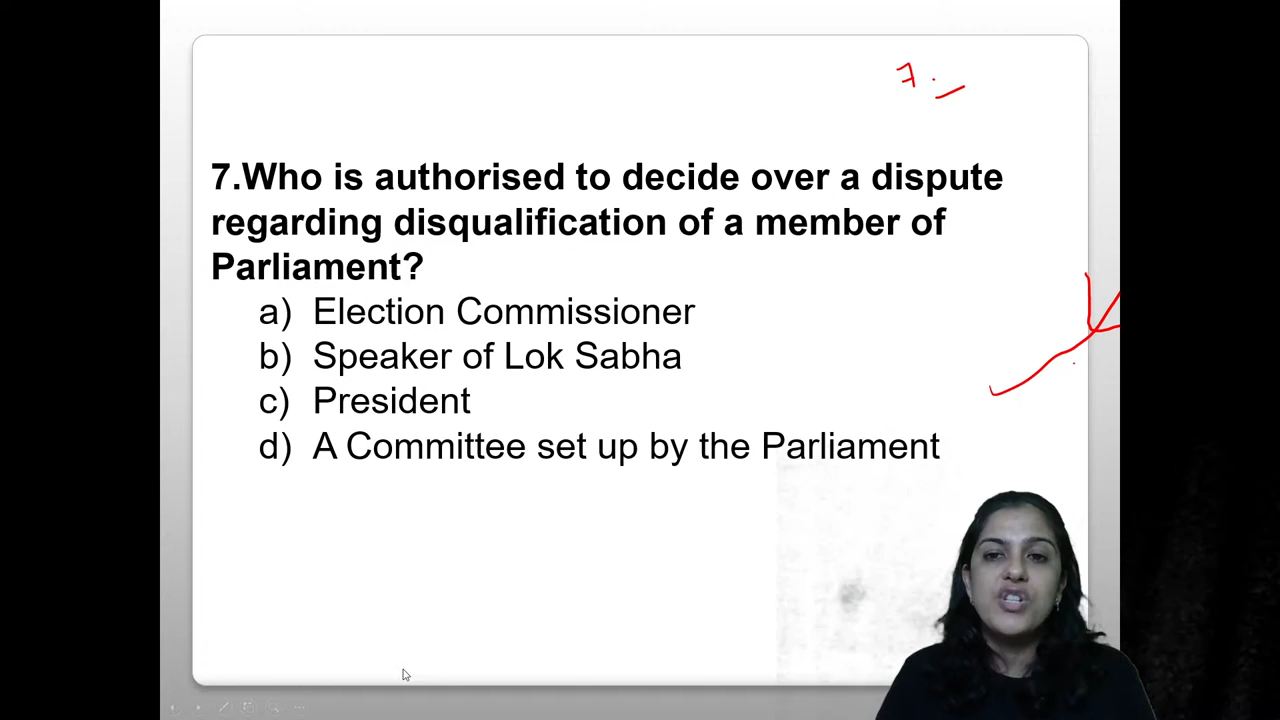 7.
7.Who is authorised to decide over a dispute
regarding disqualification of a member of
Parliament?
a) Election Commissioner
b) Speaker of Lok Sabha
c) President
d) A Committee set up by the Parliament